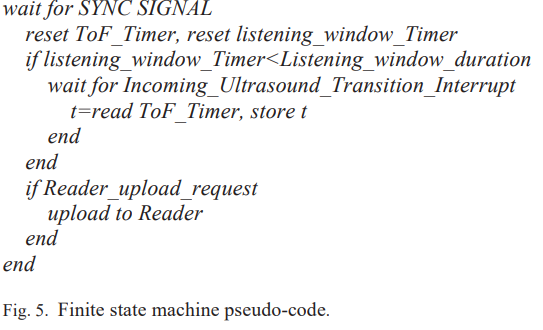 wait for SYNC SIGNAL
reset ToF_Timer, reset listening_window_Timer
if listening_window_Timer<Listening_window_duration
wait for Incoming_Ultrasound_Transition_Interrupt
t=read ToF_Timer, store t
end
end
if Reader_upload_request
upload to Reader
end
end
Fig. 5. Finite state machine pseudo-code.